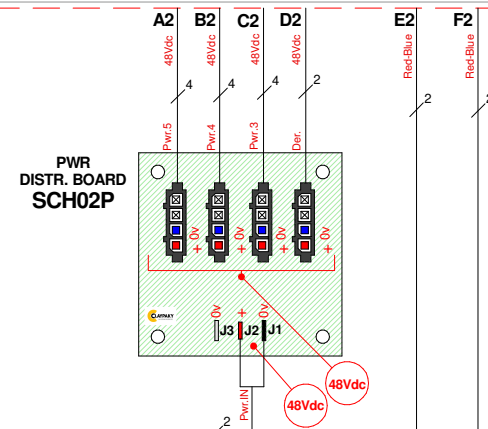 A2 B2 C2 D2 E2 F2
48Vdc 48Vdc 48Vdc 48Vdc Red-Blue Red-Blue
4 4 4 2 2 2
Pwr.5 Pwr.4 Pwr.3 Der.
PWR
DISTR. BOARD
SCH02P
+ 0v + 0v + 0v + 0v
CLAYPAKY
0v + 0v
J3 J2 J1
48Vdc
48Vdc
Pwr.IN
2